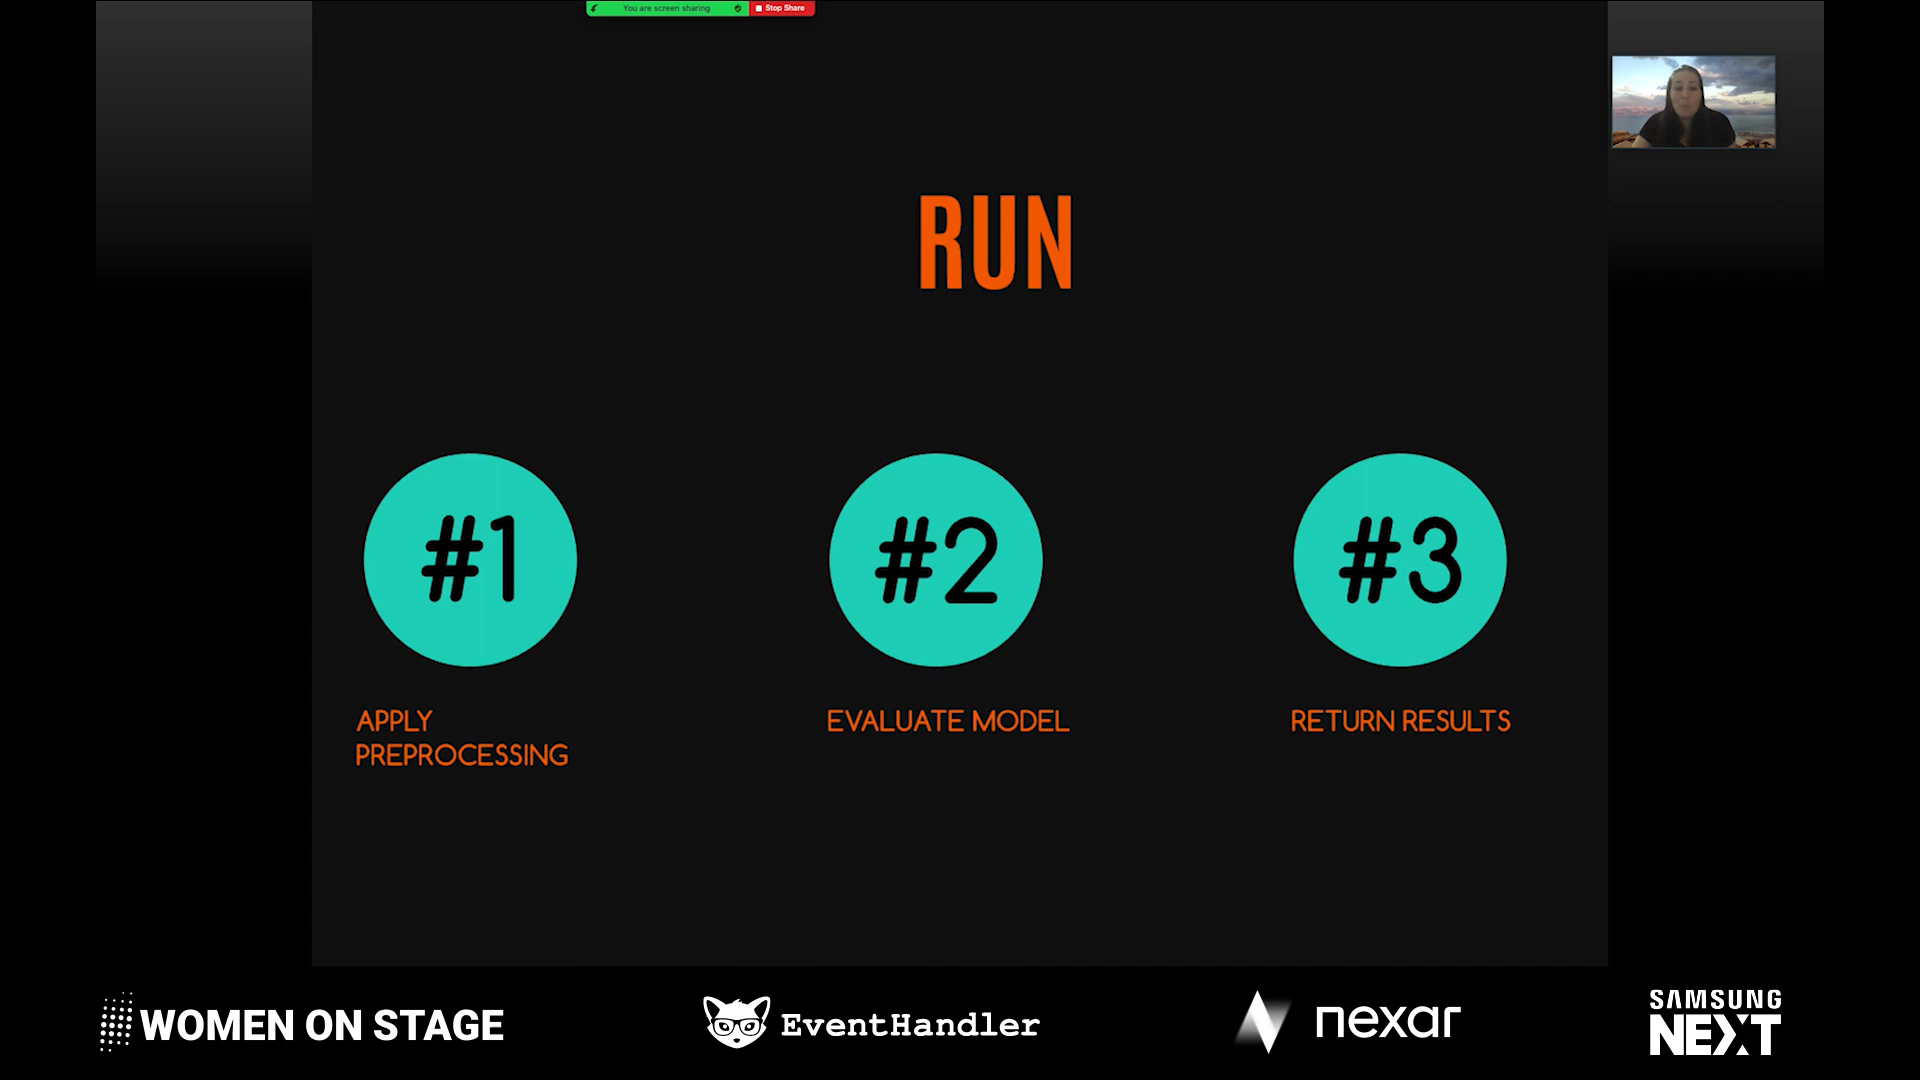 You are screen sharing
Stop Share
RUN
#1
#2
#3
APPLY
PREPROCESSING
EVALUATE MODEL
RETURN RESULTS
WOMEN ON STAGE
EventHandler
nexar
SAMSUNG
NEXT